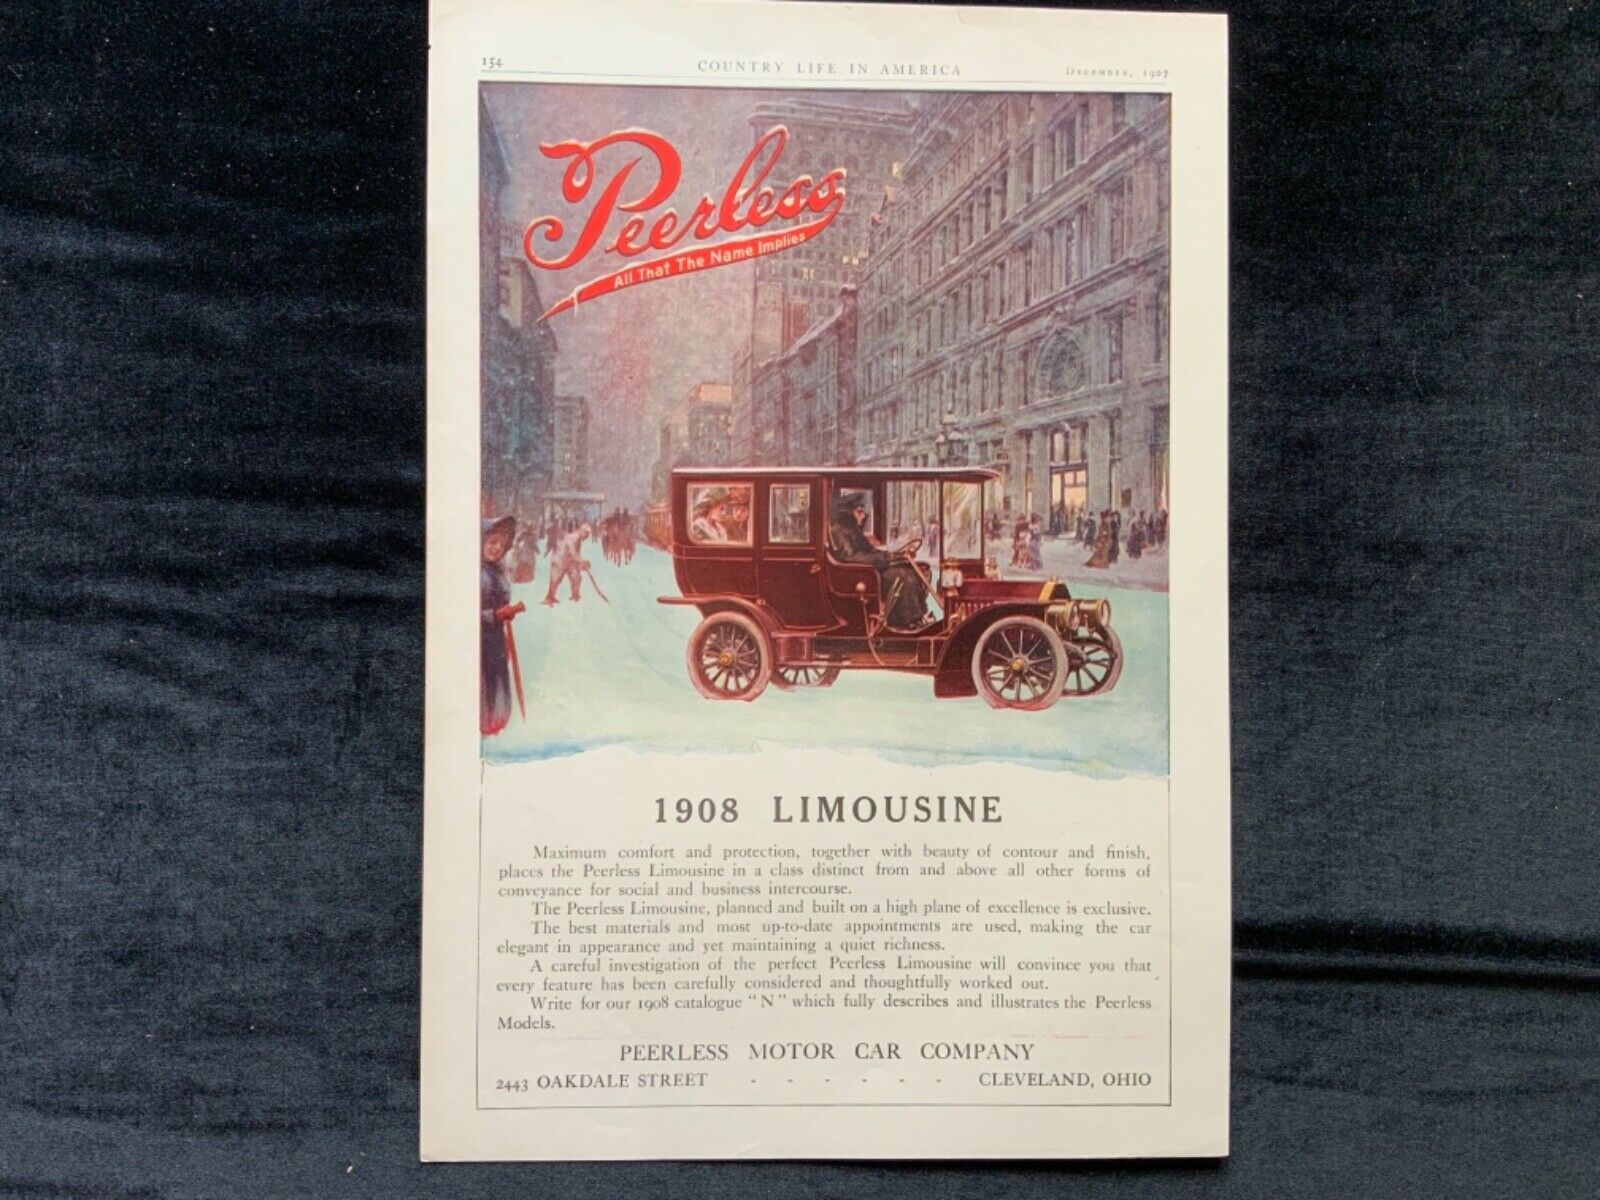 154
COUNTRY LIFE IN AMERICA
DECEMBER, 1907
Peerless
All That The Name Implies
1908 LIMOUSINE
Maximum comfort and protection, together with beauty of contour and finish,
places the Peerless Limousine in a class distinct from and above all other forms of
conveyance for social and business intercourse.
The Peerless Limousine, planned and built on a high plane of excellence is exclusive.
The best materials and most up-to-date appointments are used, making the car
elegant in appearance and yet maintaining a quiet richness.
A careful investigation of the perfect Peerless Limousine will convince you that
every feature has been carefully considered and thoughtfully worked out.
Write for our 1908 catalogue "N" which fully describes and illustrates the Peerless
Models.
PEERLESS MOTOR CAR COMPANY
2443 OAKDALE STREET - - - - - - CLEVELAND, OHIO